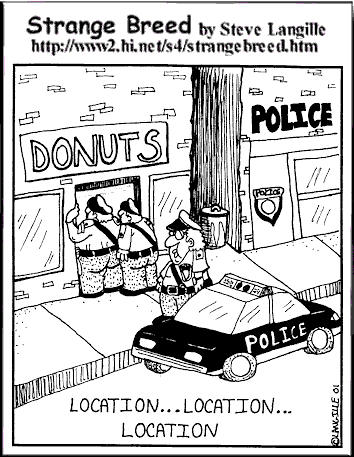 Strange Breed by Steve Langille
http://www2.hi.net/s4/strangebreed.htm
DONUTS
POLICE
POLICE
POLICE
LOCATION...LOCATION...
LOCATION
©LANGILLE 01